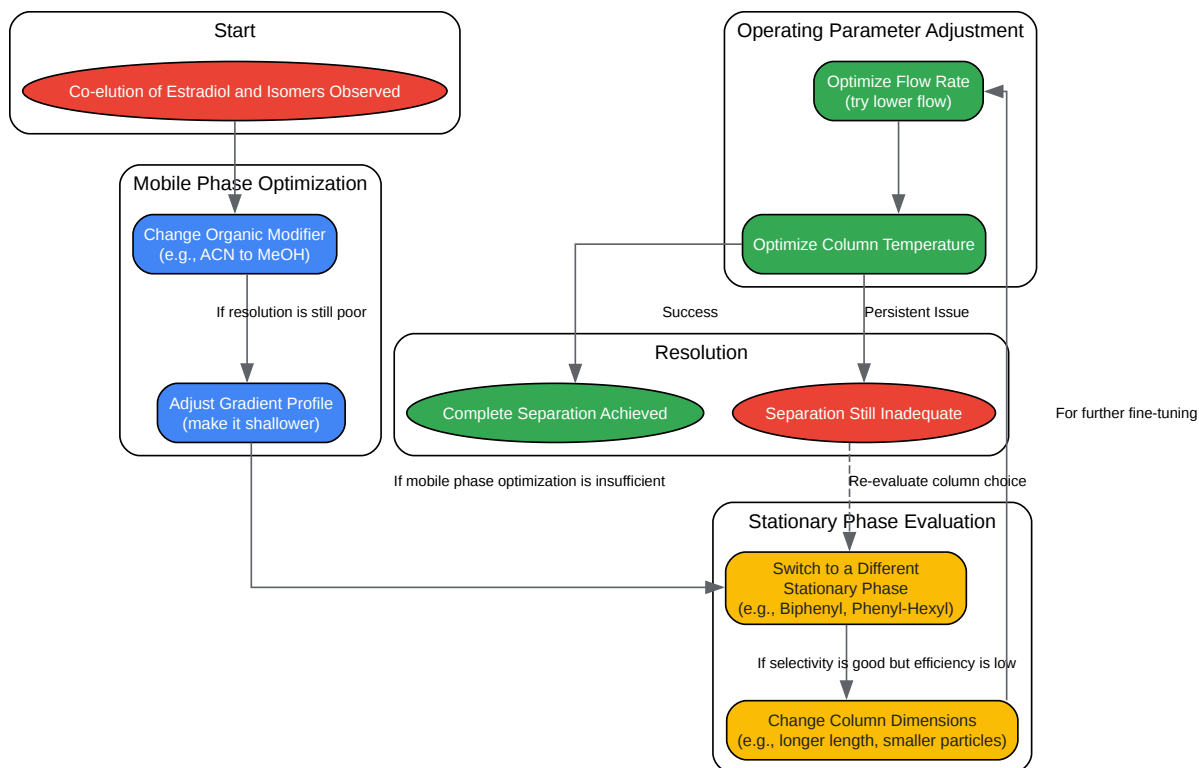 Start
Co-elution of Estradiol and Isomers Observed
Operating Parameter Adjustment
Optimize Flow Rate
(try lower flow)
Mobile Phase Optimization
Change Organic Modifier
(e.g., ACN to MeOH)
Optimize Column Temperature
If resolution is still poor
Success
Persistent Issue
Resolution
Adjust Gradient Profile
(make it shallower)
Complete Separation Achieved
Separation Still Inadequate
For further fine-tuning
If mobile phase optimization is insufficient
Re-evaluate column choice
Stationary Phase Evaluation
Switch to a Different
Stationary Phase
(e.g., Biphenyl, Phenyl-Hexyl)
If selectivity is good but efficiency is low
Change Column Dimensions
(e.g., longer length, smaller particles)